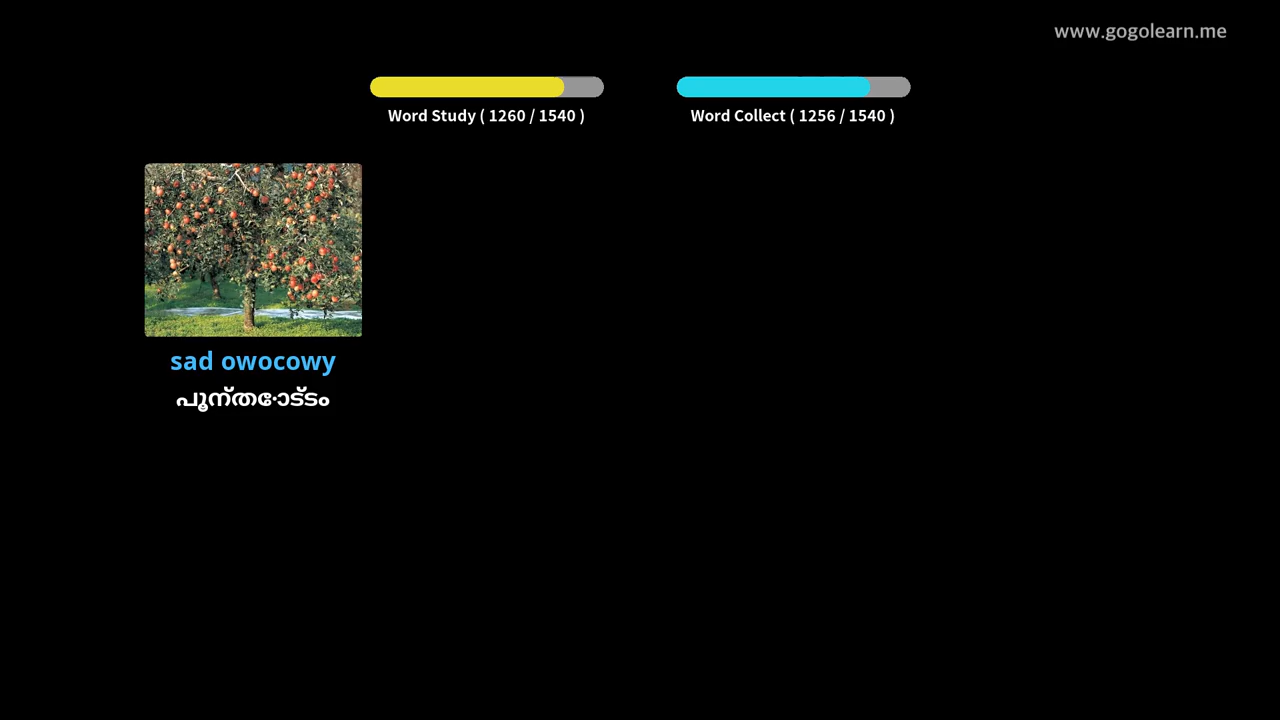 www.gogolearn.me
Word Study ( 1260 / 1540 )
Word Collect ( 1256 / 1540 )
sad owocowy
പൂന്തോട്ടം